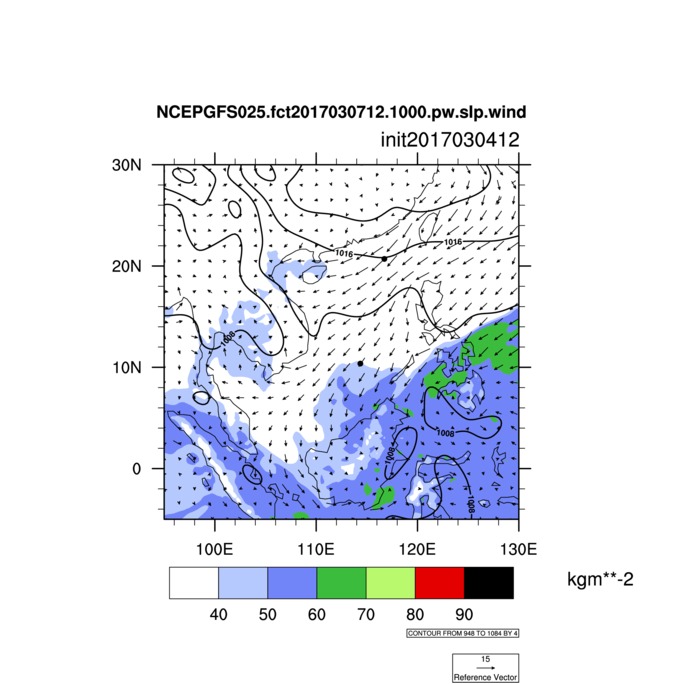 NCEPGFS025.fct2017030712.1000.pw.slp.wind
init2017030412
30N
20N
10N
0
1016
1016
1008
1008
1008
1008
100E
110E
120E
130E
40
50
60
70
80
90
kgm**-2
CONTOUR FROM 948 TO 1084 BY 4
15
Reference Vector